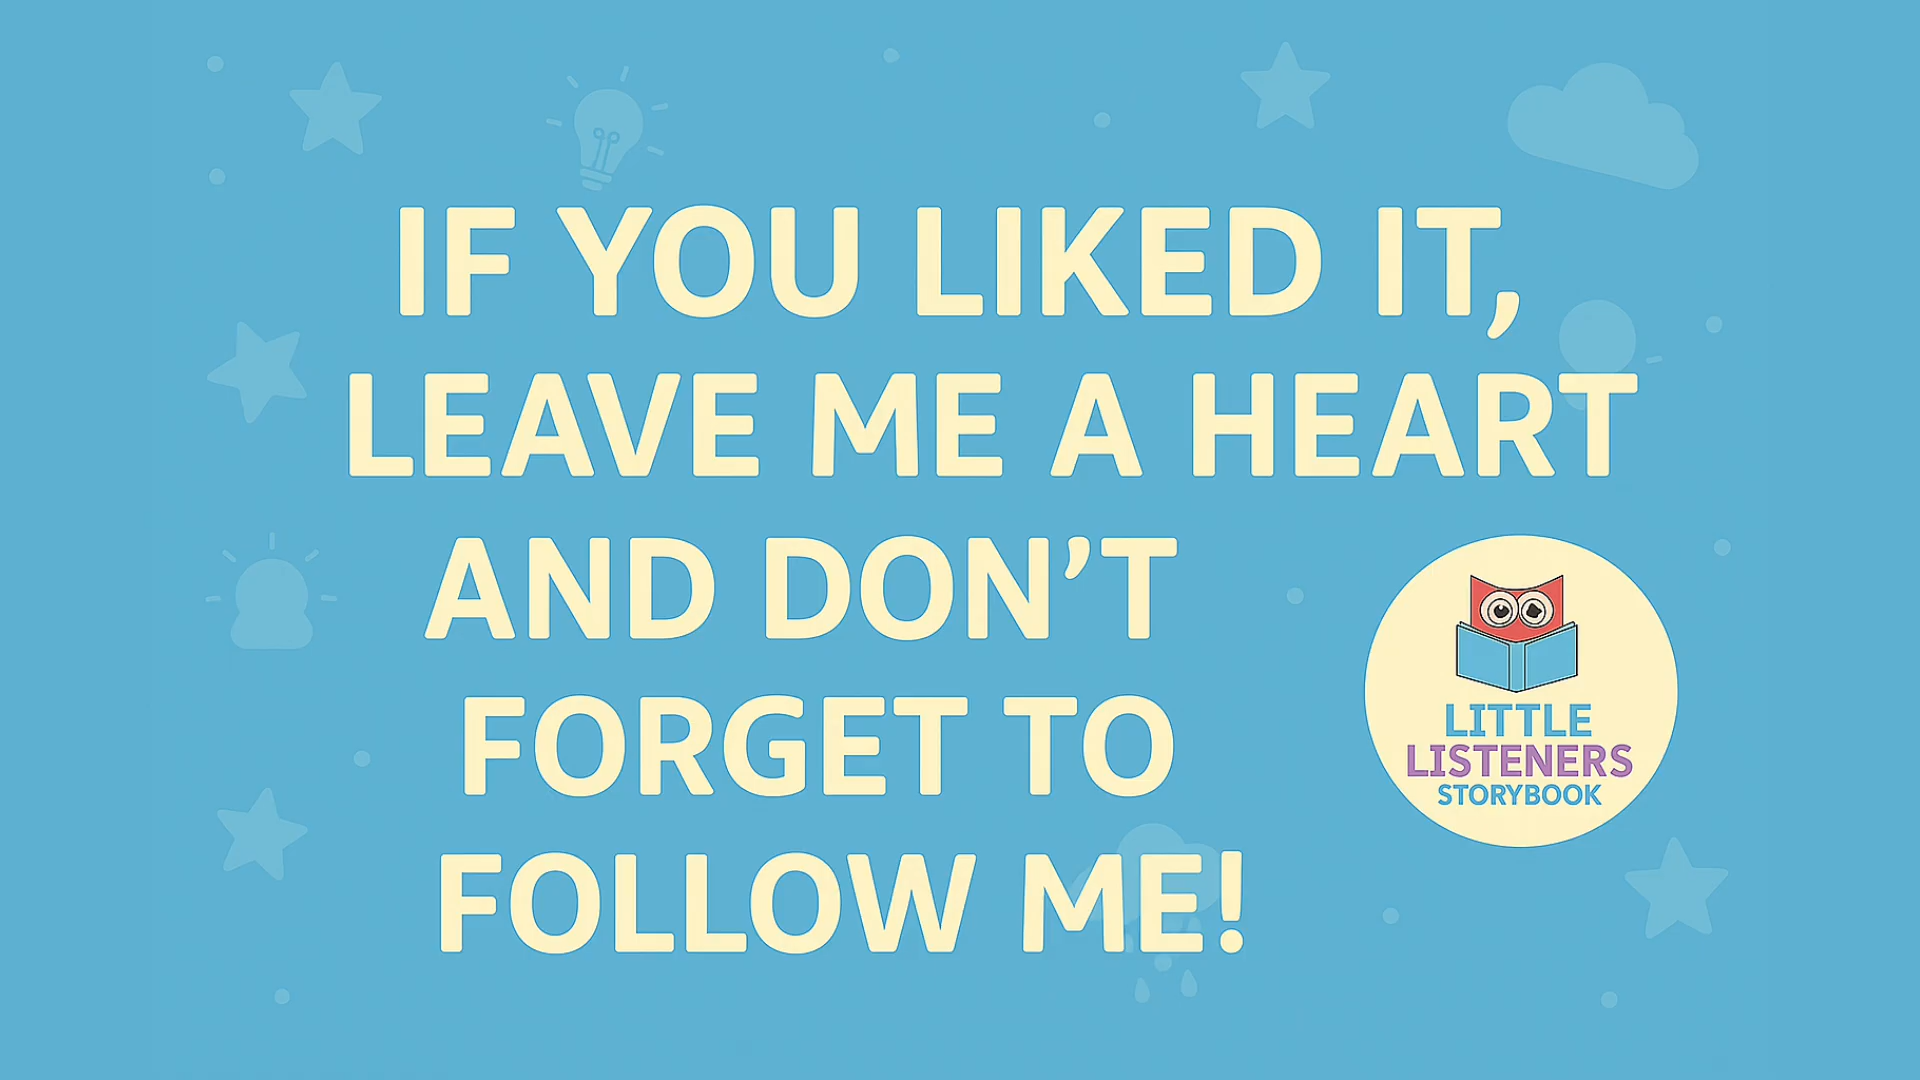 IF YOU LIKED IT,
LEAVE ME A HEART
AND DON’T
FORGET TO
FOLLOW ME!
LITTLE
LISTENERS
STORYBOOK